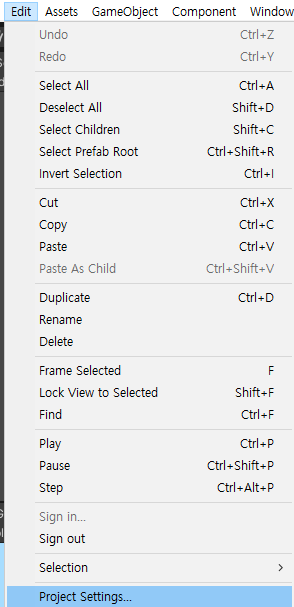 Edit Assets GameObject Component Window
Undo Ctrl+Z
Redo Ctrl+Y
Select All Ctrl+A
Deselect All Shift+D
Select Children Shift+C
Select Prefab Root Ctrl+Shift+R
Invert Selection Ctrl+I
Cut Ctrl+X
Copy Ctrl+C
Paste Ctrl+V
Paste As Child Ctrl+Shift+V
Duplicate Ctrl+D
Rename
Delete
Frame Selected F
Lock View to Selected Shift+F
Find Ctrl+F
Play Ctrl+P
Pause Ctrl+Shift+P
Step Ctrl+Alt+P
Sign in...
Sign out
Selection >
Project Settings...